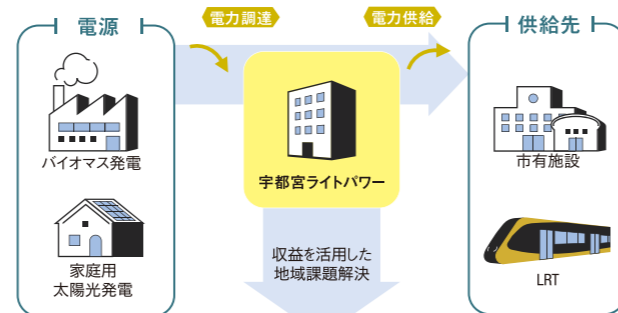 電源
電力調達
電力供給
供給先
バイオマス発電
宇都宮ライトパワー
市有施設
家庭用
太陽光発電
収益を活用した
地域課題解決
LRT